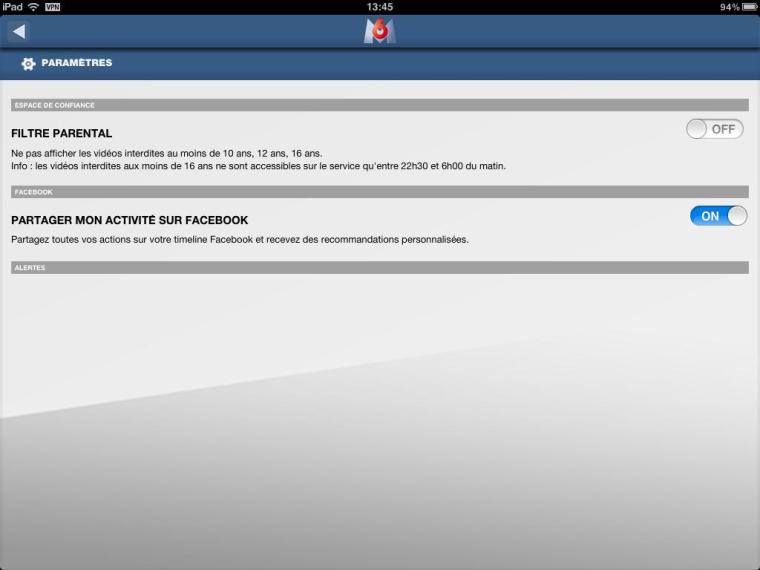 iPad VPN 13:45 94%
M6
PARAMÈTRES
ESPACE DE CONFIANCE
FILTRE PARENTAL OFF
Ne pas afficher les vidéos interdites au moins de 10 ans, 12 ans, 16 ans.
Info : les vidéos interdites aux moins de 16 ans ne sont accessibles sur le service qu'entre 22h30 et 6h00 du matin.
FACEBOOK
PARTAGER MON ACTIVITÉ SUR FACEBOOK ON
Partagez toutes vos actions sur votre timeline Facebook et recevez des recommandations personnalisées.
ALERTES